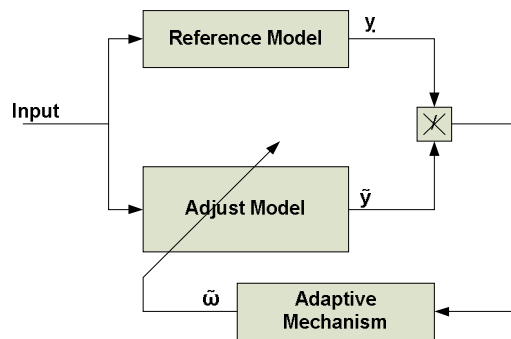 Reference Model
y
Input
Adjust Model
ỹ
ω̃
Adaptive
Mechanism